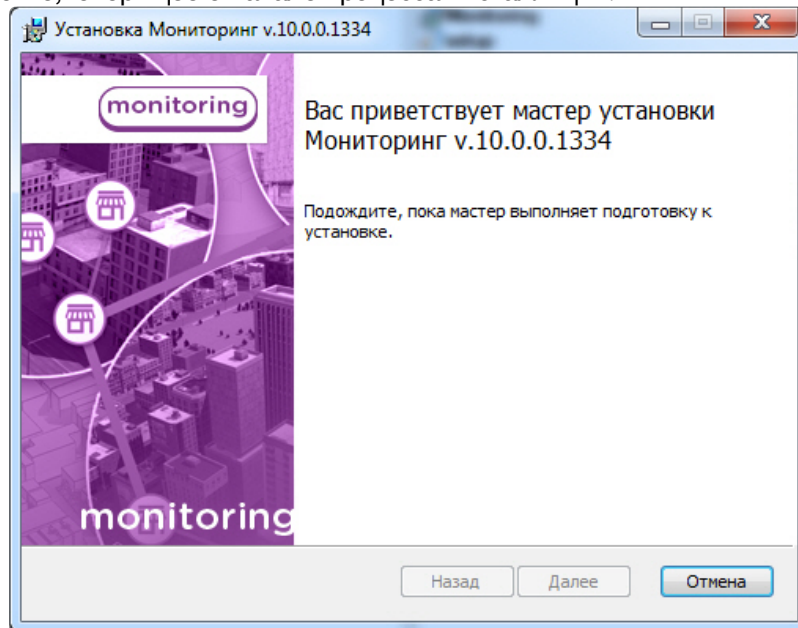 Установка Мониторинг v.10.0.0.1334
monitoring
Вас приветствует мастер установки
Мониторинг v.10.0.0.1334
Подождите, пока мастер выполняет подготовку к
установке.
monitoring
Назад
Далее
Отмена